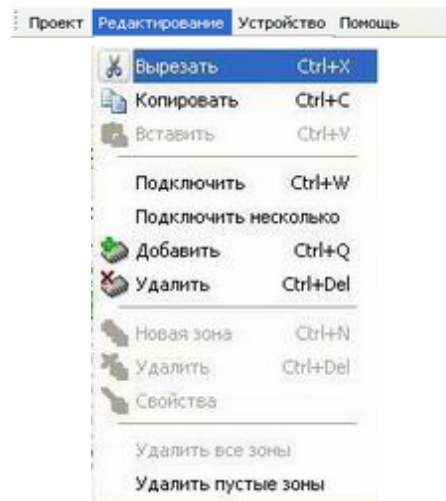 Проект Редактирование Устройство Помощь
Вырезать Ctrl+X
Копировать Ctrl+C
Вставить Ctrl+V
Подключить Ctrl+W
Подключить несколько
Добавить Ctrl+Q
Удалить Ctrl+Del
Новая зона Ctrl+N
Удалить Ctrl+Del
Свойства
Удалить все зоны
Удалить пустые зоны